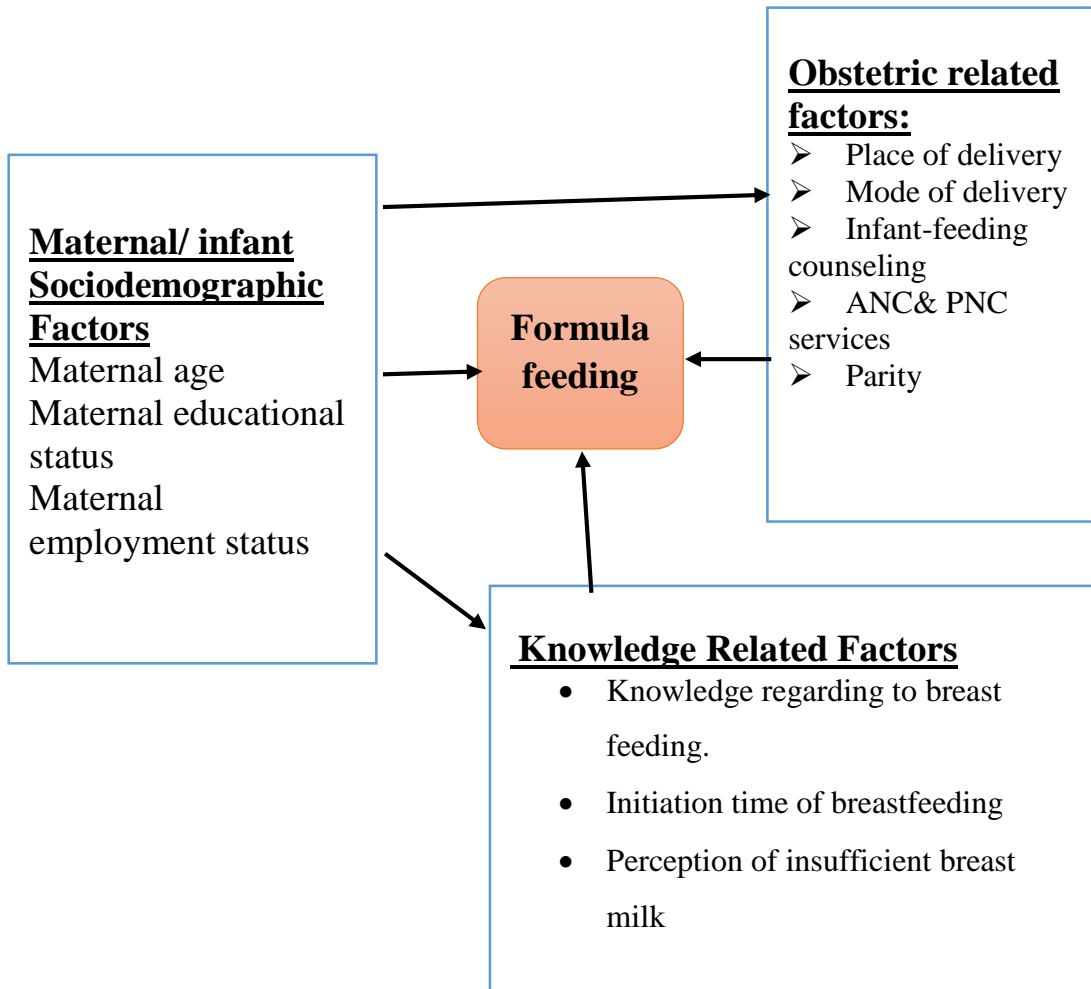 Maternal/ infant
Sociodemographic
Factors
Maternal age
Maternal educational
status
Maternal
employment status
Formula
feeding
Obstetric related
factors:
➢ Place of delivery
➢ Mode of delivery
➢ Infant-feeding
counseling
➢ ANC& PNC
services
➢ Parity
Knowledge Related Factors
• Knowledge regarding to breast
feeding.
• Initiation time of breastfeeding
• Perception of insufficient breast
milk